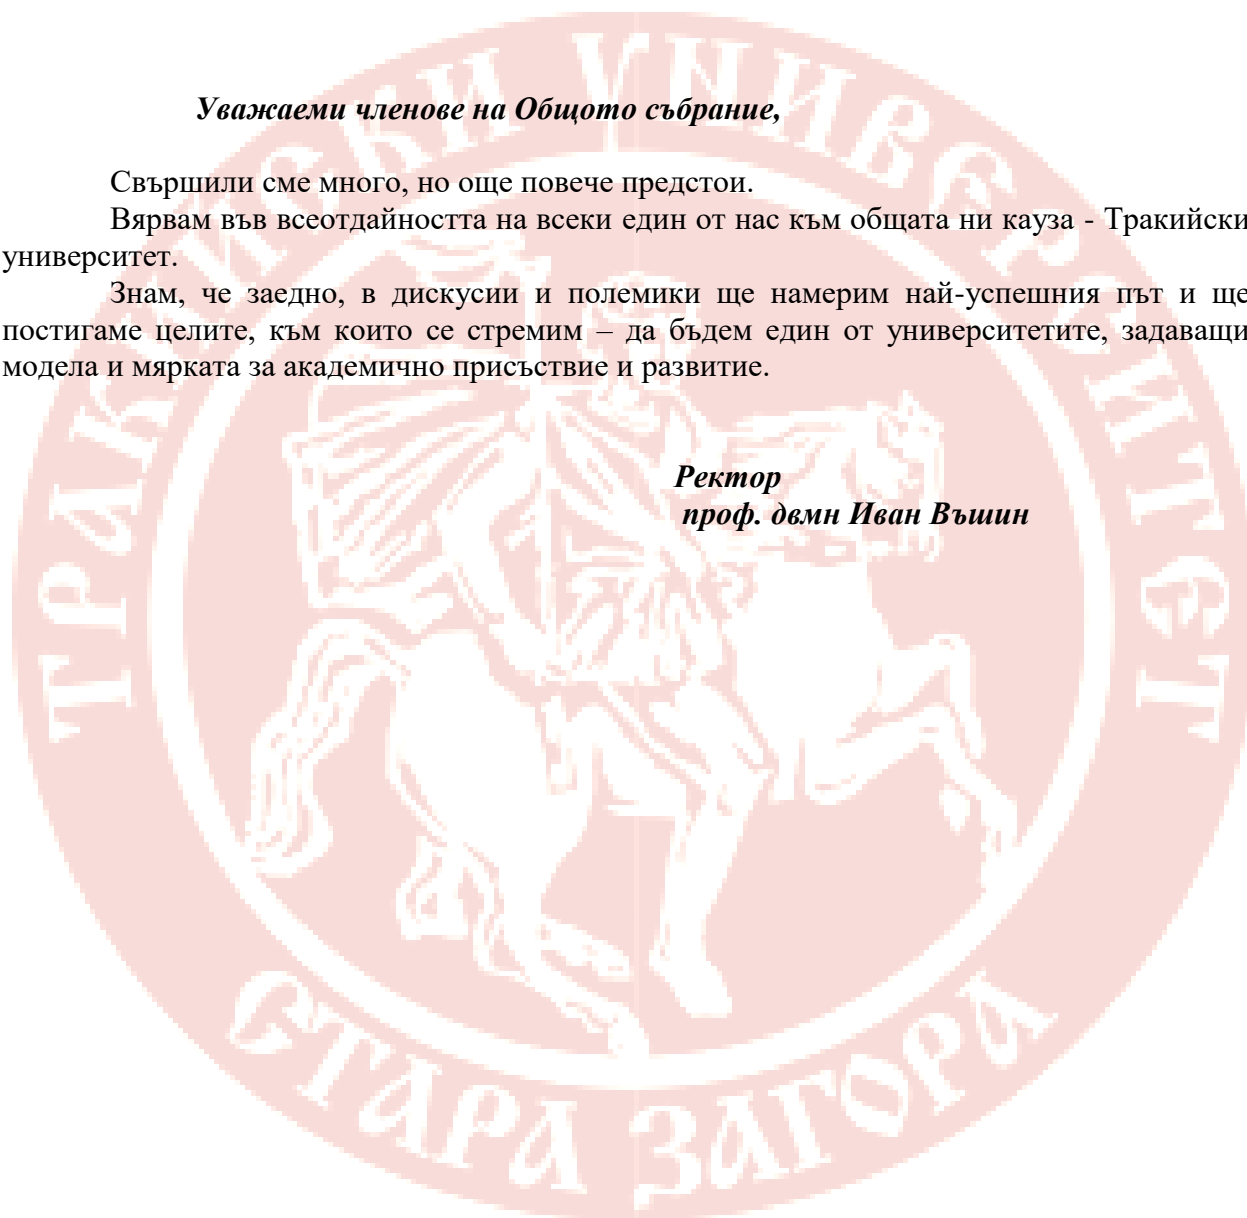 Уважаеми членове на Общото събрание,
Свършили сме много, но още повече предстои.
Вярвам във всеотдайността на всеки един от нас към общата ни кауза - Тракийски
университет.
Знам, че заедно, в дискусии и полемики ще намерим най-успешния път и ще
постигаме целите, към които се стремим – да бъдем един от университетите, задаващи
модела и мярката за академично присъствие и развитие.
Ректор
проф. двмн Иван Въшин
ТРАКИЙСКИ УНИВЕРСИТЕТ
СТАРА ЗАГОРА